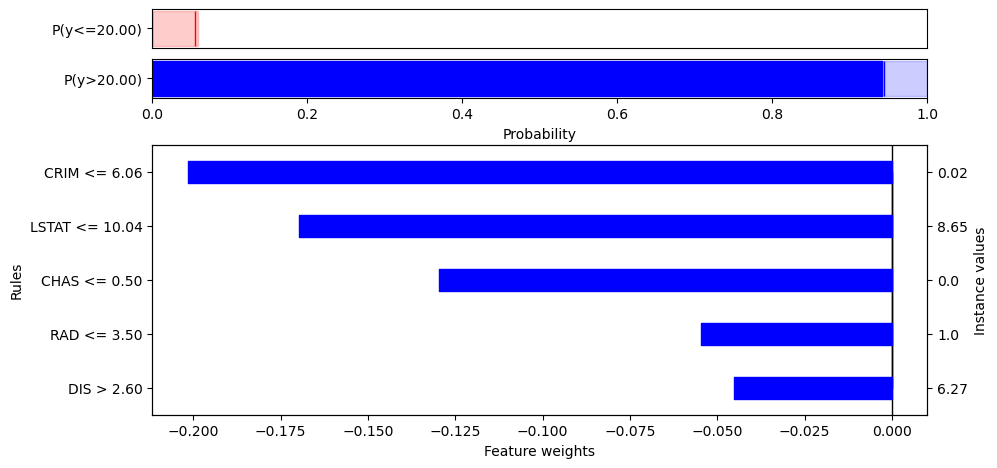 P(y<=20.00)
P(y>20.00)
0.0 0.2 0.4 0.6 0.8 1.0
Probability
Rules
CRIM <= 6.06 0.02
LSTAT <= 10.04 8.65
CHAS <= 0.50 0.0
RAD <= 3.50 1.0
DIS > 2.60 6.27
Instance values
−0.200 −0.175 −0.150 −0.125 −0.100 −0.075 −0.050 −0.025 0.000
Feature weights